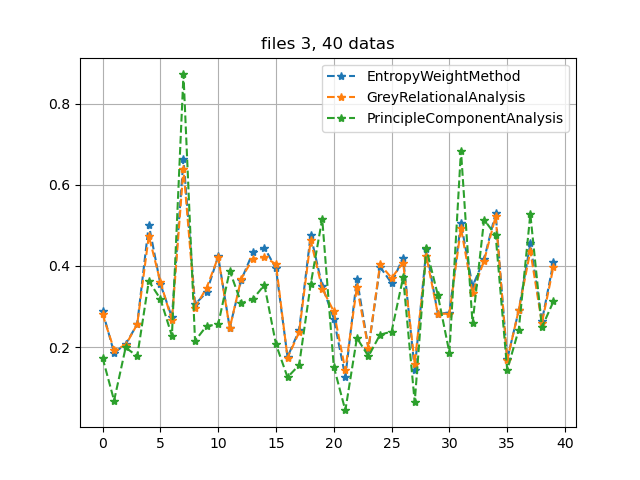 files 3, 40 datas
EntropyWeightMethod
GreyRelationalAnalysis
PrincipleComponentAnalysis
0.8
0.6
0.4
0.2
0 5 10 15 20 25 30 35 40